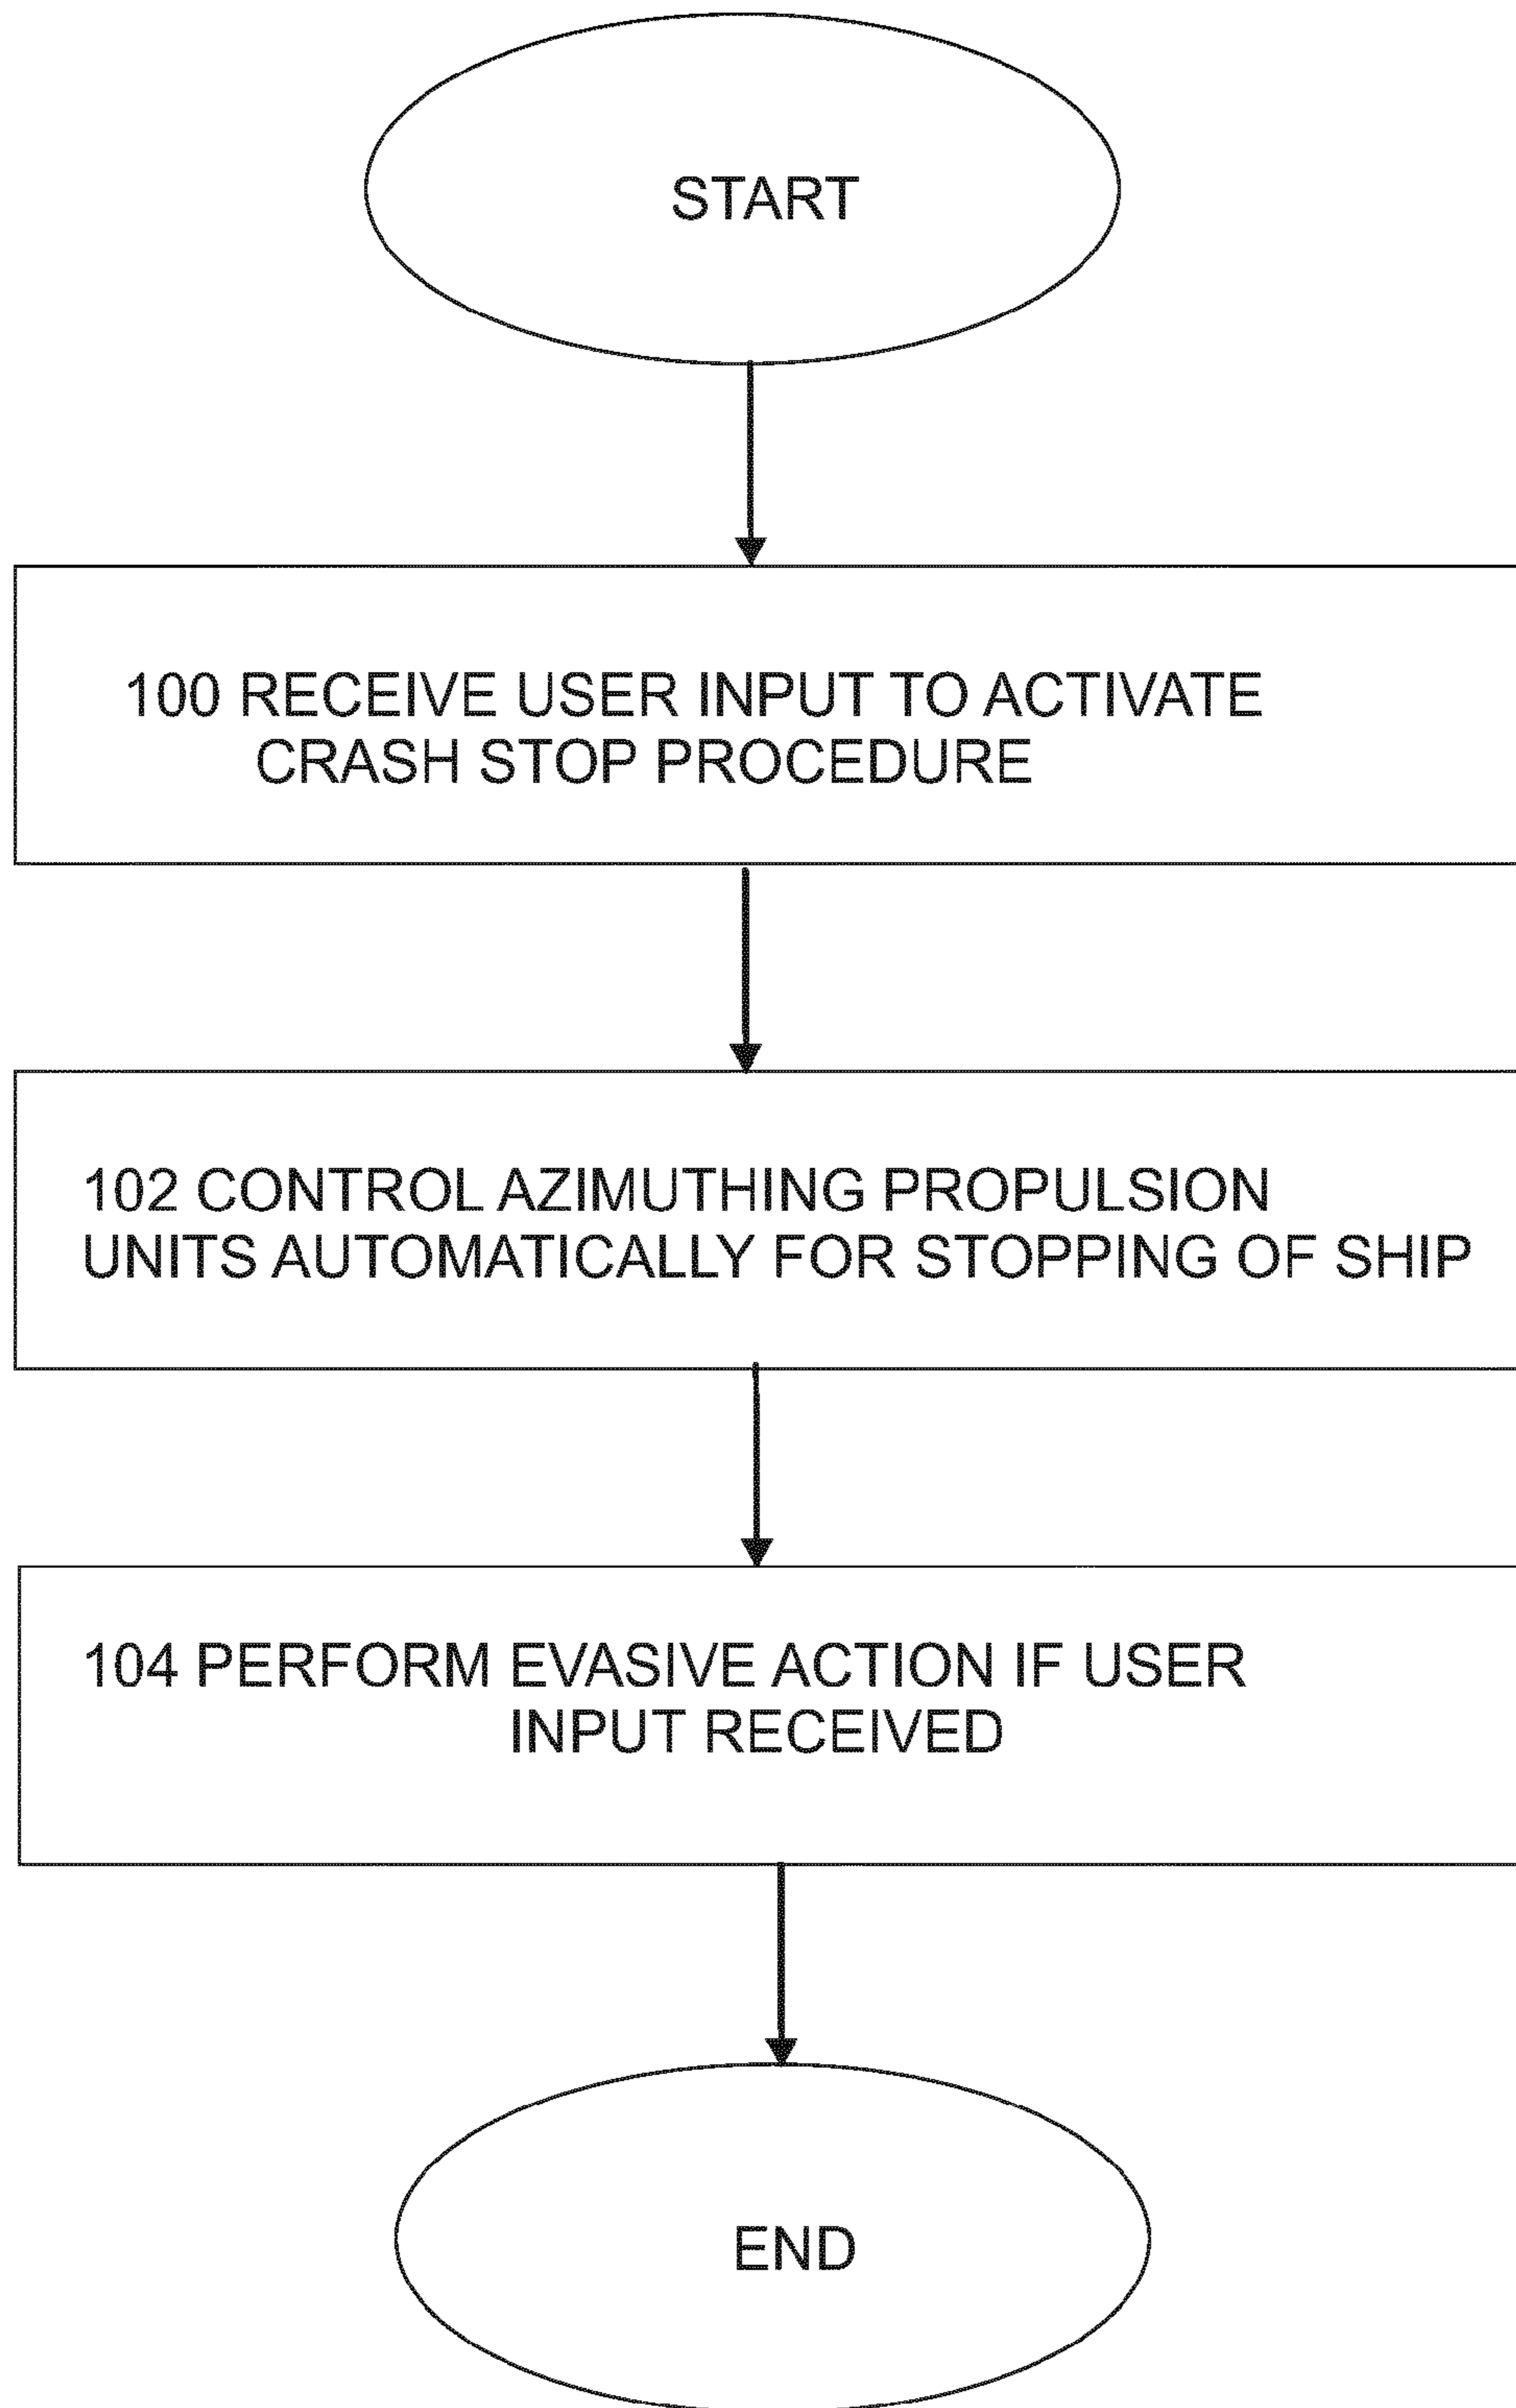 START
100 RECEIVE USER INPUT TO ACTIVATE
CRASH STOP PROCEDURE
102 CONTROL AZIMUTHING PROPULSION
UNITS AUTOMATICALLY FOR STOPPING OF SHIP
104 PERFORM EVASIVE ACTION IF USER
INPUT RECEIVED
END